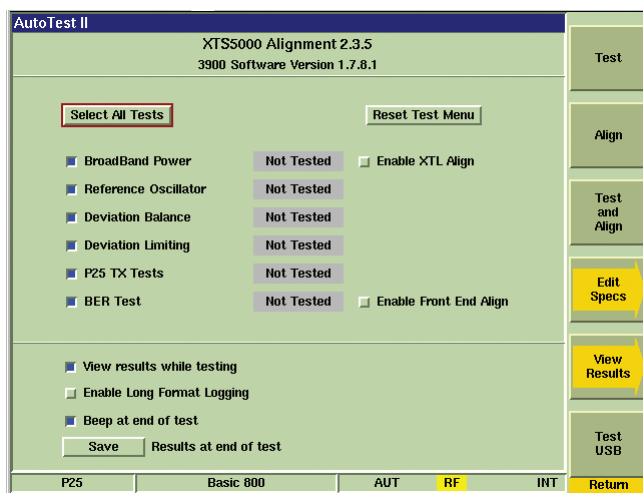 AutoTest II
XTS5000 Alignment 2.3.5
3900 Software Version 1.7.8.1
Select All Tests
Reset Test Menu
BroadBand Power Not Tested Enable XTL Align
Reference Oscillator Not Tested
Deviation Balance Not Tested
Deviation Limiting Not Tested
P25 TX Tests Not Tested
BER Test Not Tested Enable Front End Align
View results while testing
Enable Long Format Logging
Beep at end of test
Save Results at end of test
P25 Basic 800 AUT RF INT
Test
Align
Test
and
Align
Edit
Specs
View
Results
Test
USB
Return